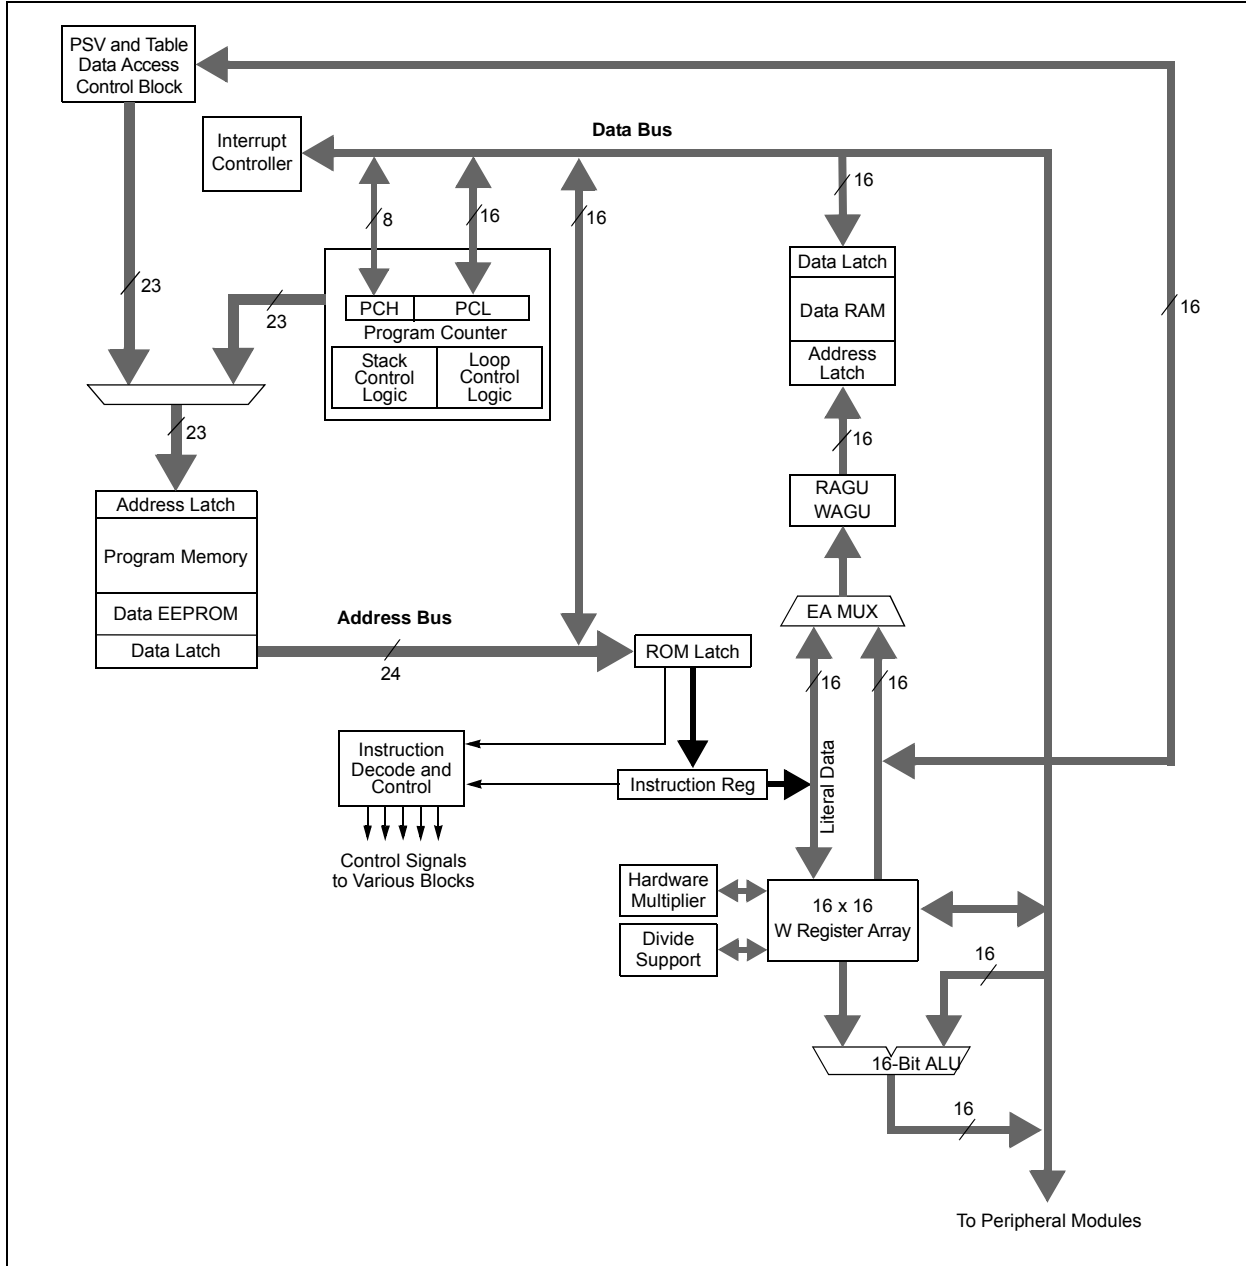 PSV and Table
Data Access
Control Block
Data Bus
Interrupt
Controller
16
8
16
16
Data Latch
23
23
16
PCH
PCL
Data RAM
Program Counter
Address
Latch
Stack
Control
Logic
Loop
Control
Logic
23
16
RAGU
WAGU
Address Latch
Program Memory
Data EEPROM
Address Bus
EA MUX
Data Latch
24
ROM Latch
16
16
Instruction
Decode and
Control
Instruction Reg
Literal Data
Control Signals
to Various Blocks
Hardware
Multiplier
16 x 16
W Register Array
Divide
Support
16
16-Bit ALU
16
To Peripheral Modules